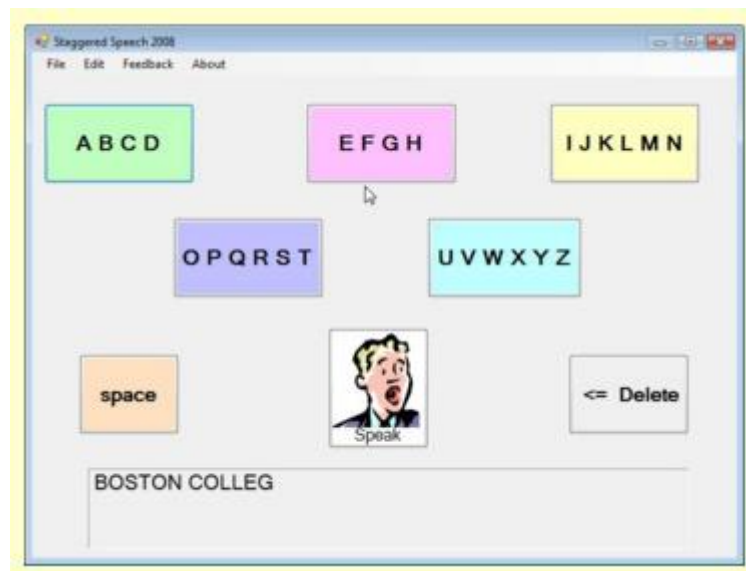 Staggered Speech 2008
File Edit Feedback About
A B C D
E F G H
I J K L M N
O P Q R S T
U V W X Y Z
space
Speak
<= Delete
BOSTON COLLEG